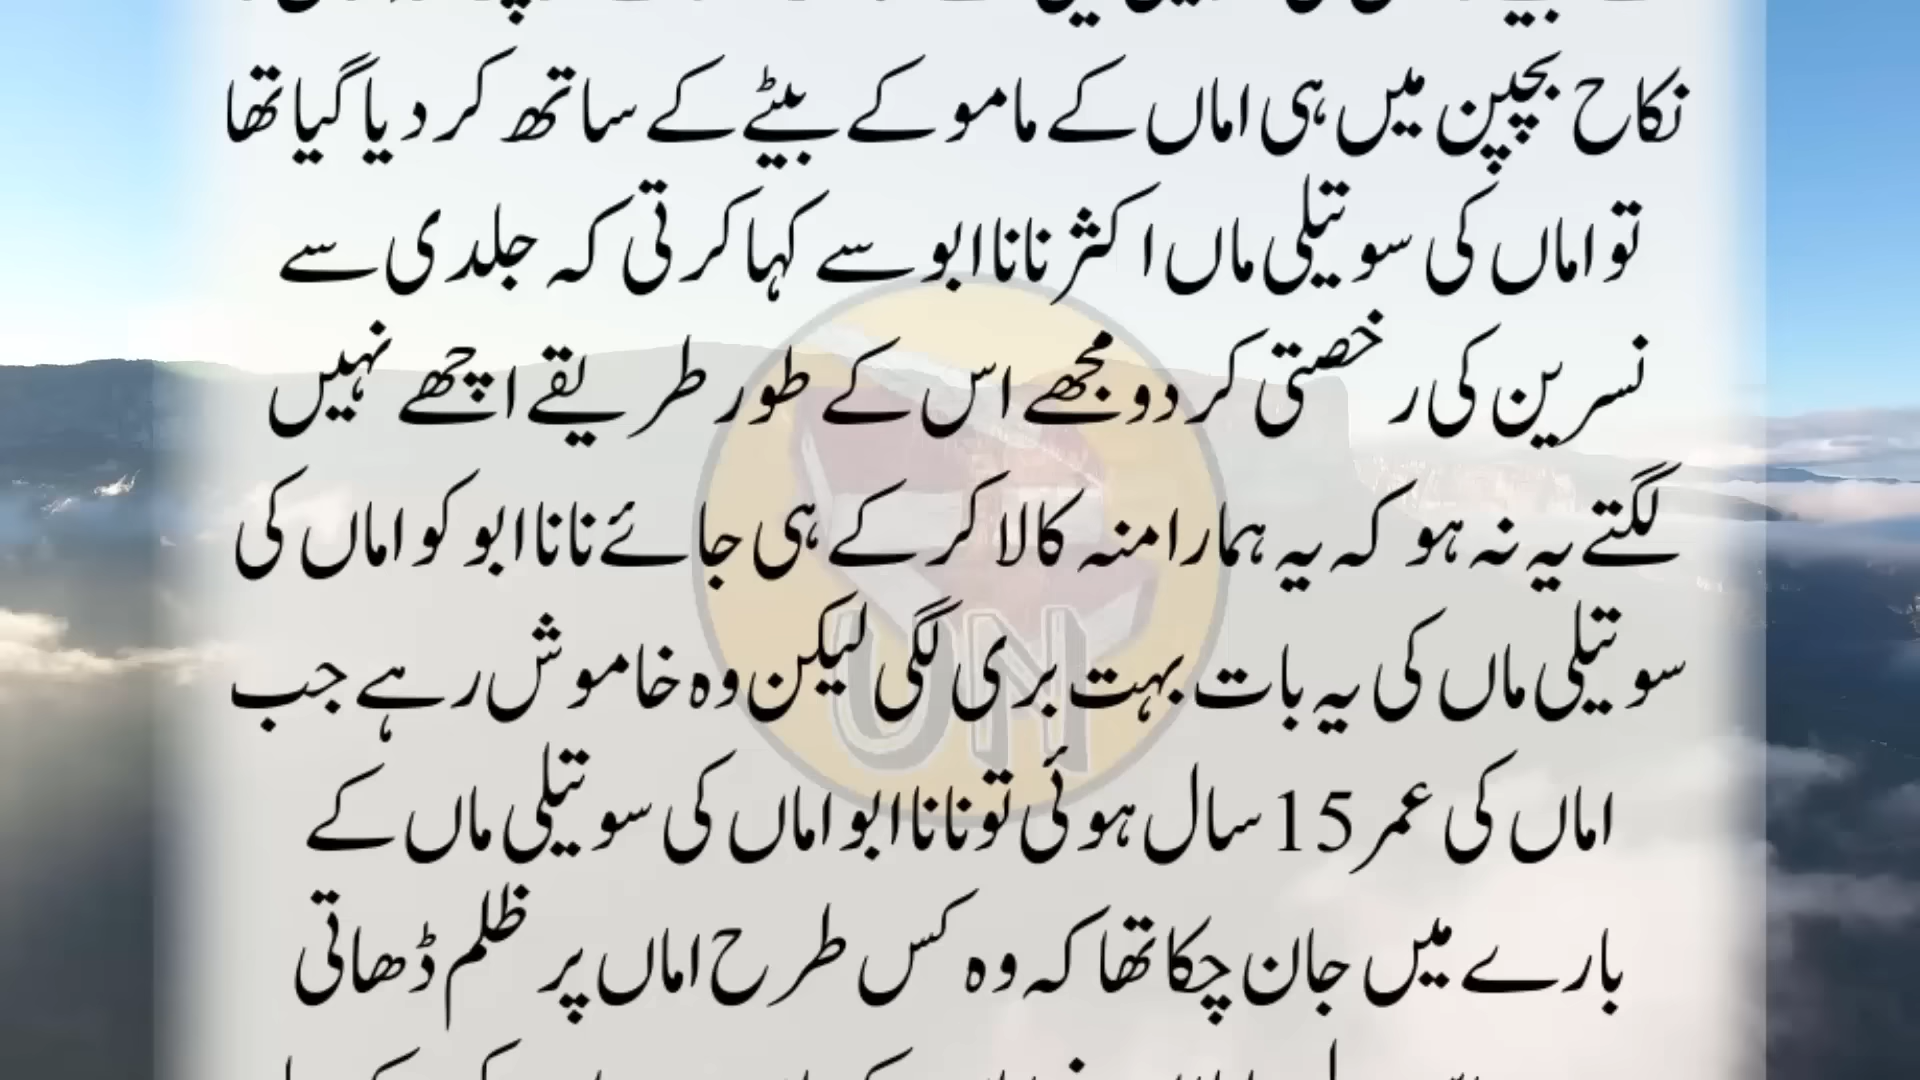 نکاح بچپن میں ہی اماں کے مامو کے بیٹے کے ساتھ کر دیا گیا تھا
تو اماں کی سوتیلی ماں اکثر نانا ابو سے کہا کرتی کہ جلدی سے
نسرین کی رخصتی کر دو مجھے اس کے طور طریقے اچھے نہیں
لگتے یہ نہ ہو کہ یہ ہمارا منہ کالا کر کے ہی جائے نانا ابو کو اماں کی
سوتیلی ماں کی یہ بات بہت بری لگی لیکن وہ خاموش رہے جب
UN
اماں کی عمر 15 سال ہوئی تو نانا ابو اماں کی سوتیلی ماں کے
بارے میں جان چکا تھا کہ وہ کس طرح اماں پر ظلم ڈھاتی